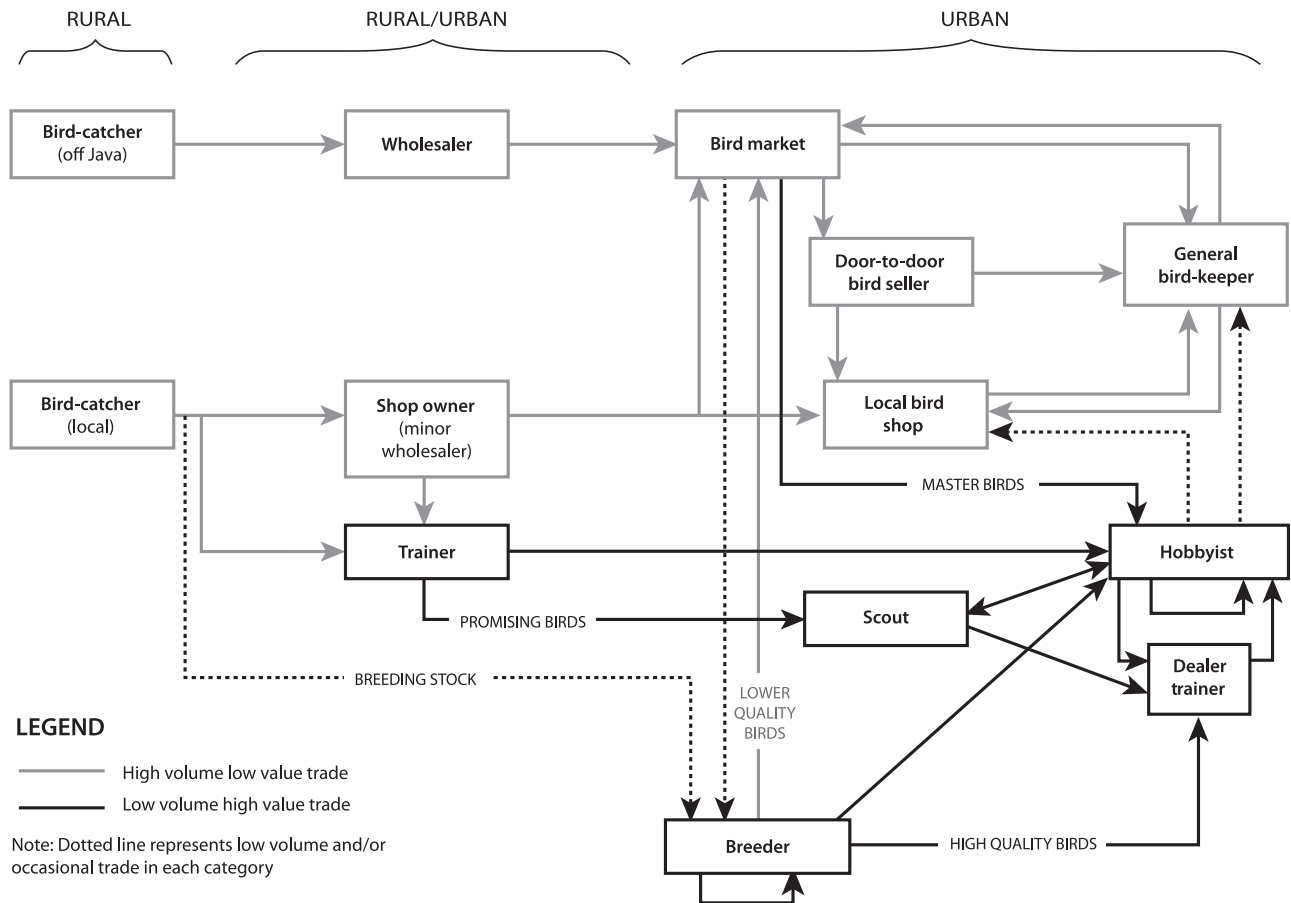 RURAL
RURAL/URBAN
URBAN
Bird-catcher
(off Java)
Wholesaler
Bird market
Door-to-door
bird seller
General
bird-keeper
Bird-catcher
(local)
Shop owner
(minor
wholesaler)
Local bird
shop
MASTER BIRDS
Trainer
Hobbyist
PROMISING BIRDS
Scout
BREEDING STOCK
Dealer
trainer
LOWER
QUALITY
BIRDS
LEGEND
High volume low value trade
Low volume high value trade
Note: Dotted line represents low volume and/or
occasional trade in each category
Breeder
HIGH QUALITY BIRDS